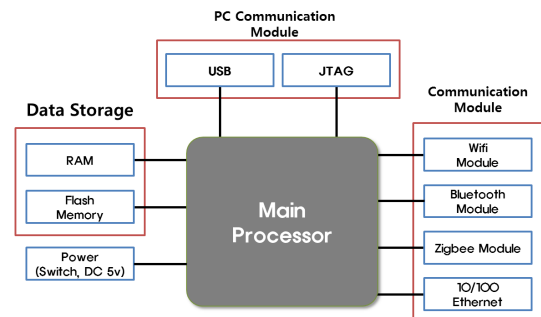 PC Communication
Module
USB
JTAG
Data Storage
RAM
Flash
Memory
Power
(Switch, DC 5v)
Main
Processor
Communication
Module
Wifi
Module
Bluetooth
Module
Zigbee Module
10/100
Ethernet